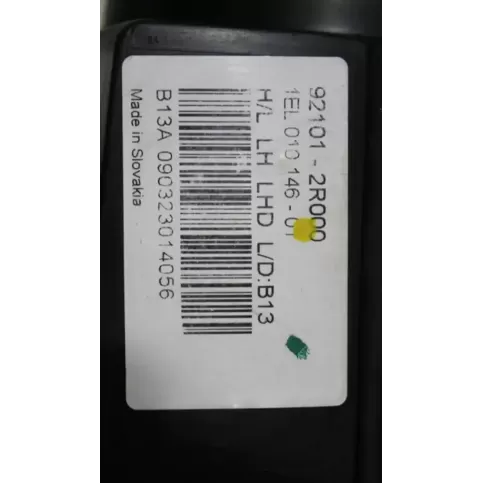 92101-2R000
1EL 010 146-01
H/L LH LHD L/D:B13
B13A 090323014056
Made in Slovakia